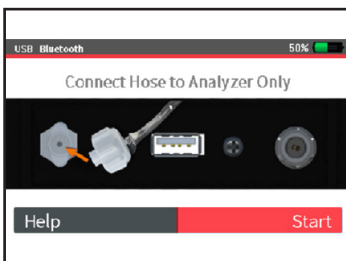 USB Bluetooth 50%
Connect Hose to Analyzer Only
Help Start